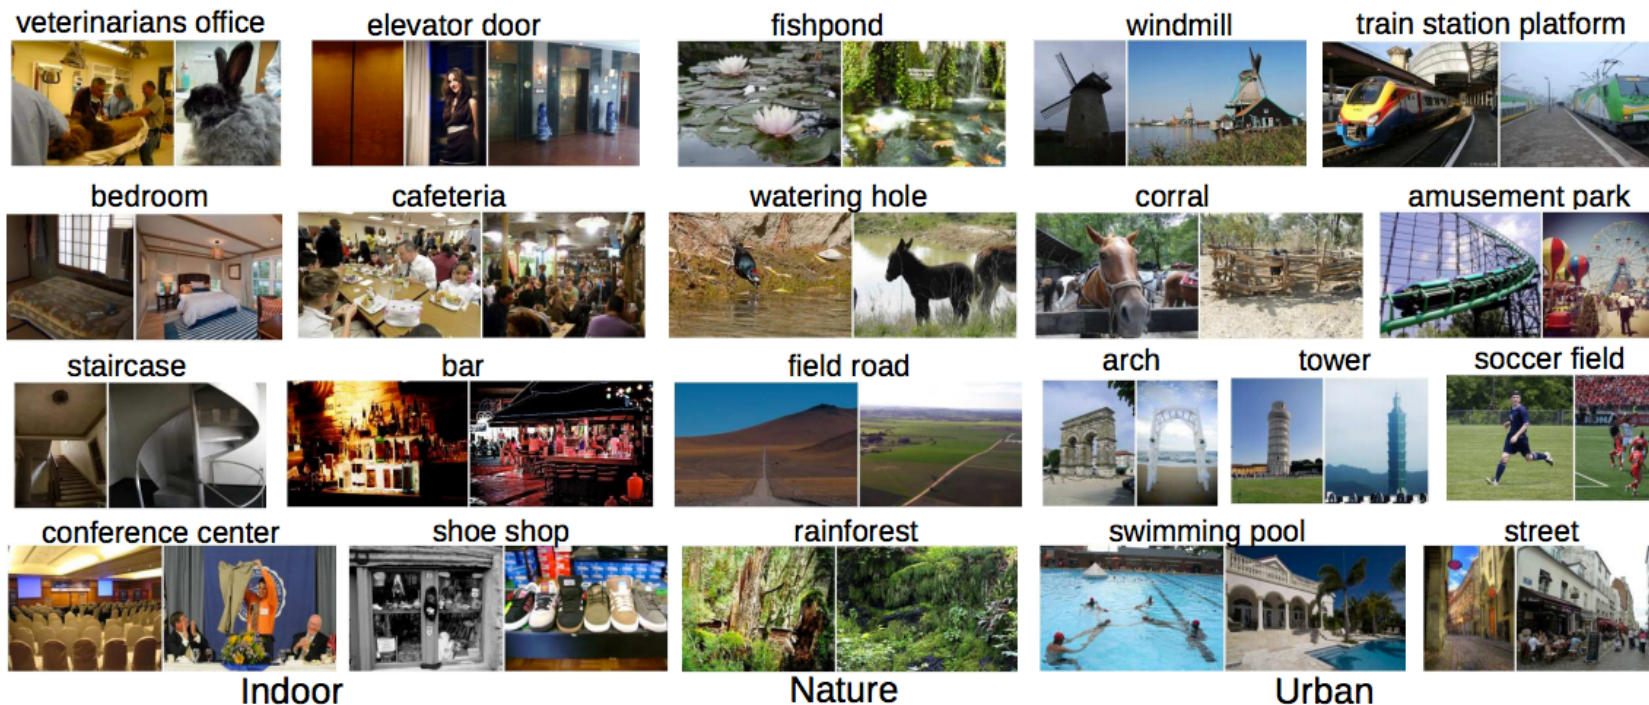 veterinarians office
elevator door
fishpond
windmill
train station platform
bedroom
cafeteria
watering hole
corral
amusement park
staircase
bar
field road
arch
tower
soccer field
conference center
shoe shop
rainforest
swimming pool
street
Indoor
Nature
Urban